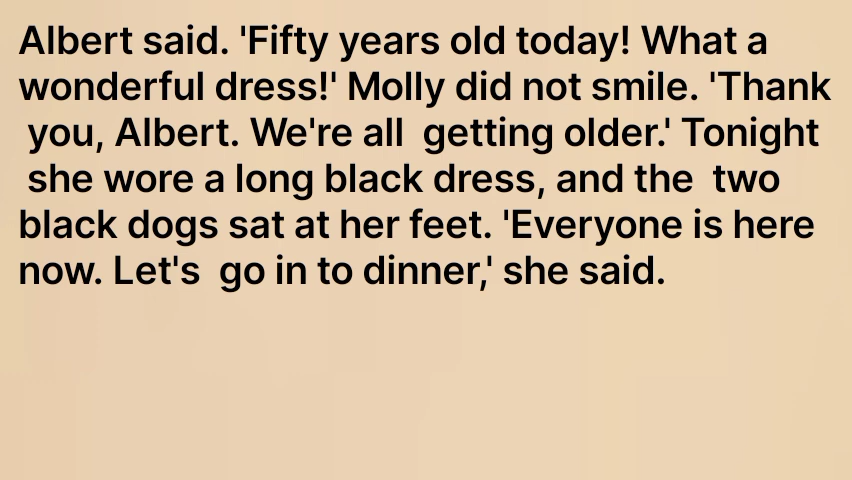 Albert said. 'Fifty years old today! What a
wonderful dress!' Molly did not smile. 'Thank
you, Albert. We're all  getting older.' Tonight
she wore a long black dress, and the  two
black dogs sat at her feet. 'Everyone is here
now. Let's  go in to dinner,' she said.